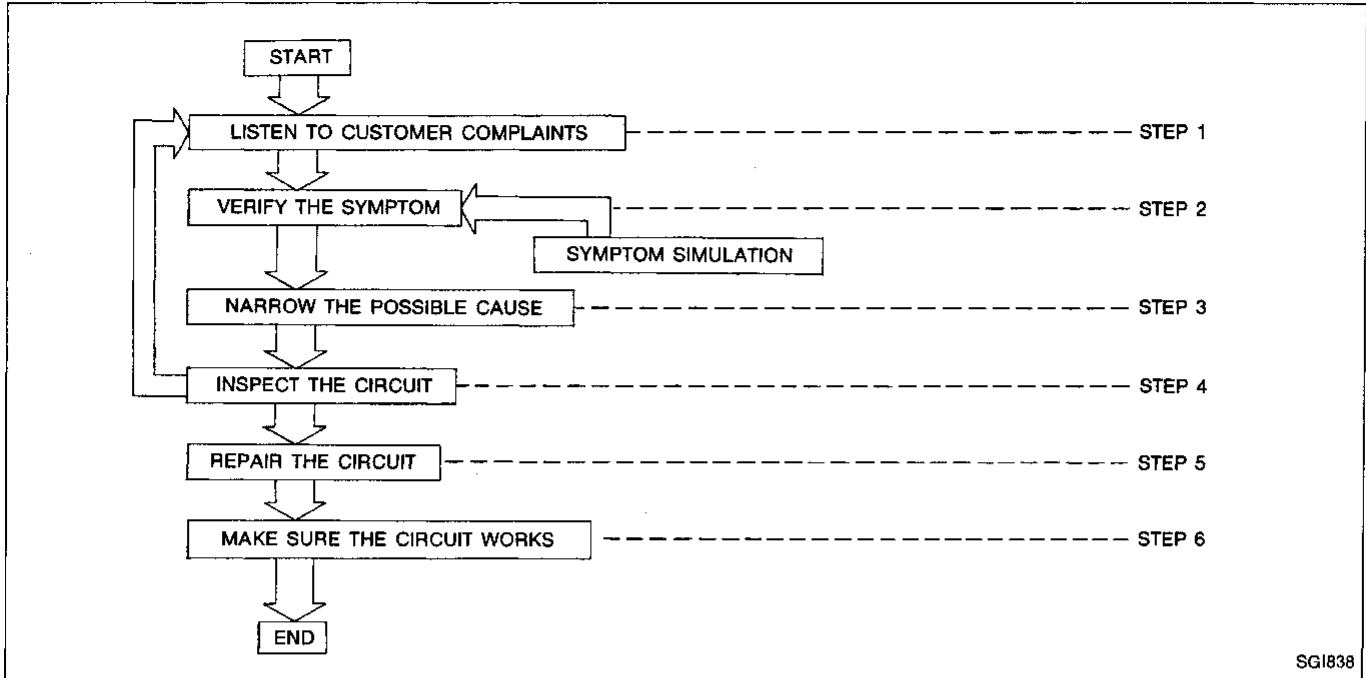 START
LISTEN TO CUSTOMER COMPLAINTS
STEP 1
VERIFY THE SYMPTOM
STEP 2
SYMPTOM SIMULATION
NARROW THE POSSIBLE CAUSE
STEP 3
INSPECT THE CIRCUIT
STEP 4
REPAIR THE CIRCUIT
STEP 5
MAKE SURE THE CIRCUIT WORKS
STEP 6
END
SGI838